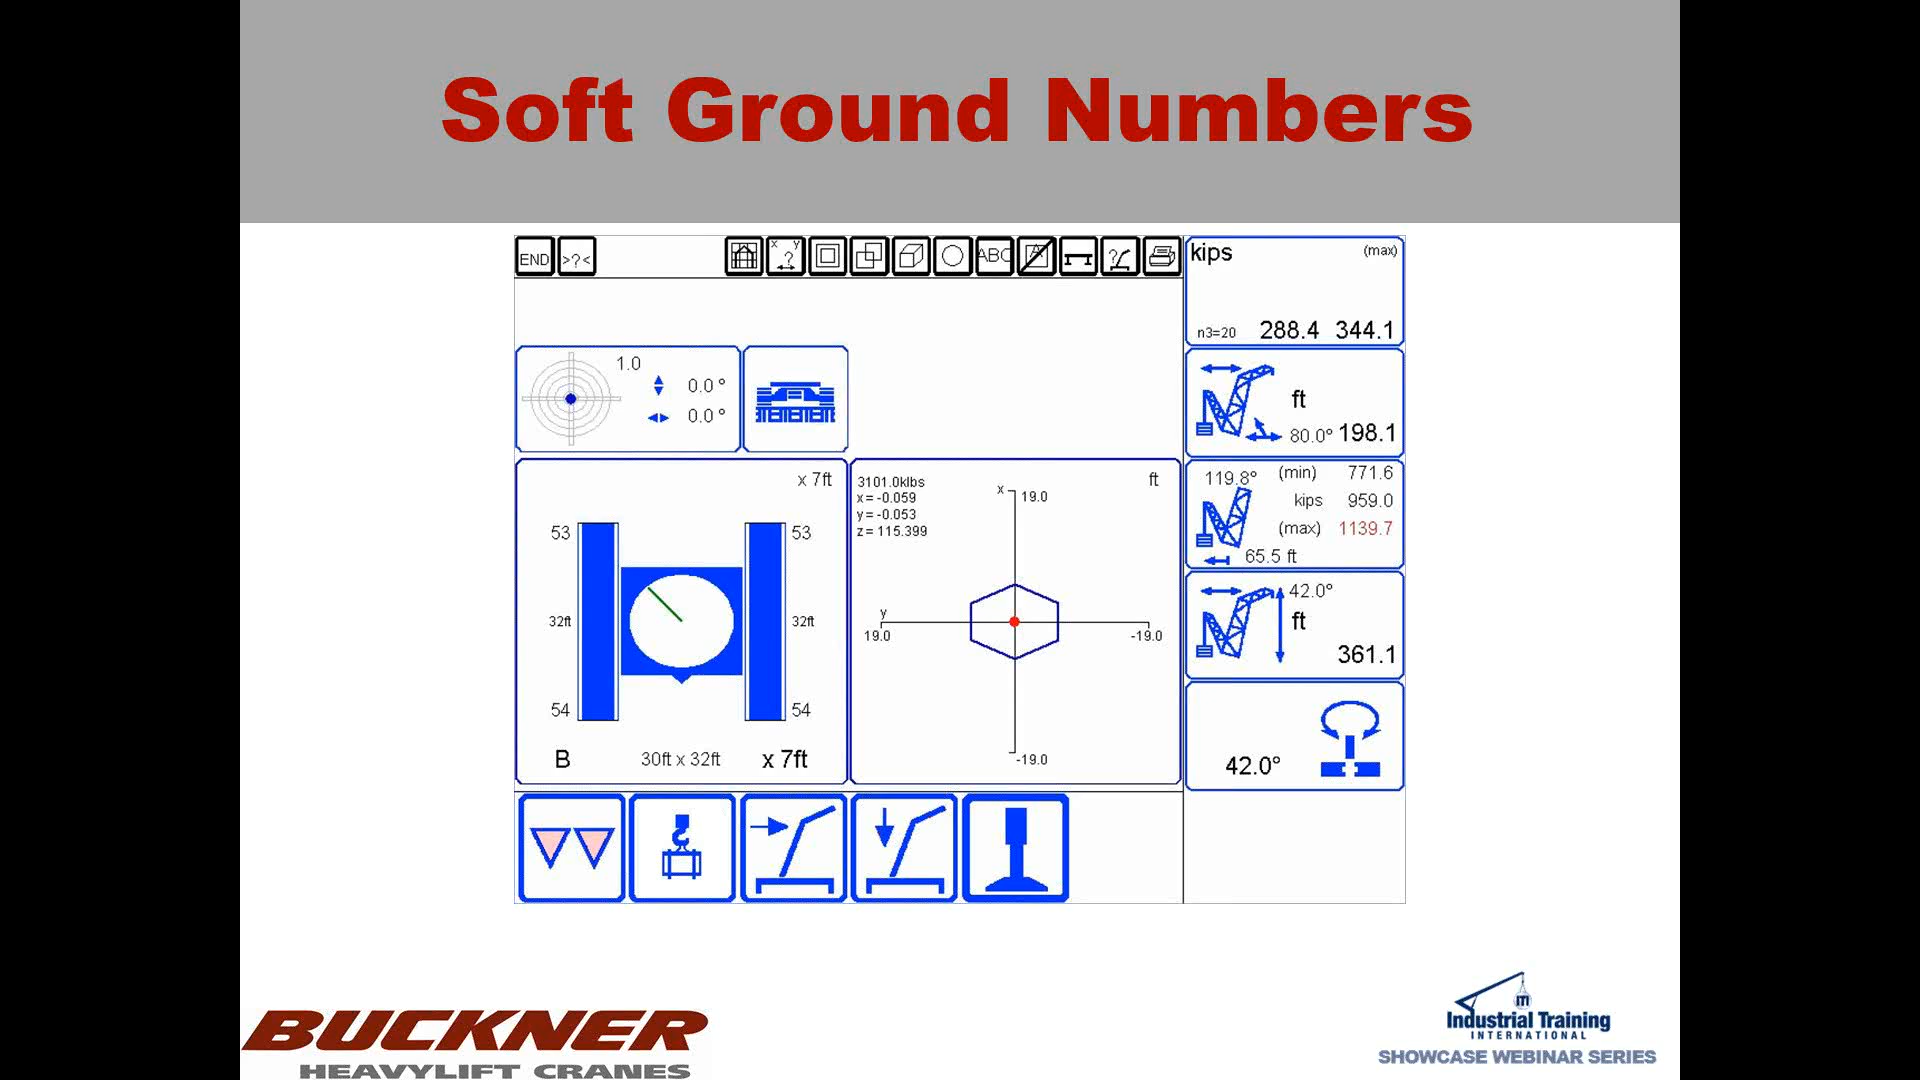 Soft Ground Numbers
END >?< x y ? ABC A ?
kips (max)
n3=20 288.4 344.1
1.0
0.0 °
0.0 °
ft
80.0° 198.1
x 7ft
53 53
32ft 32ft
54 54
B 30ft x 32ft x 7ft
3101.0klbs ft
x = -0.059
y = -0.053
z = 115.399
x 19.0
y
19.0 -19.0
-19.0
119.8° (min) 771.6
kips 959.0
(max) 1139.7
65.5 ft
42.0°
ft
361.1
42.0°
BUCKNER
HEAVYLIFT CRANES
ITI
Industrial Training
INTERNATIONAL
SHOWCASE WEBINAR SERIES